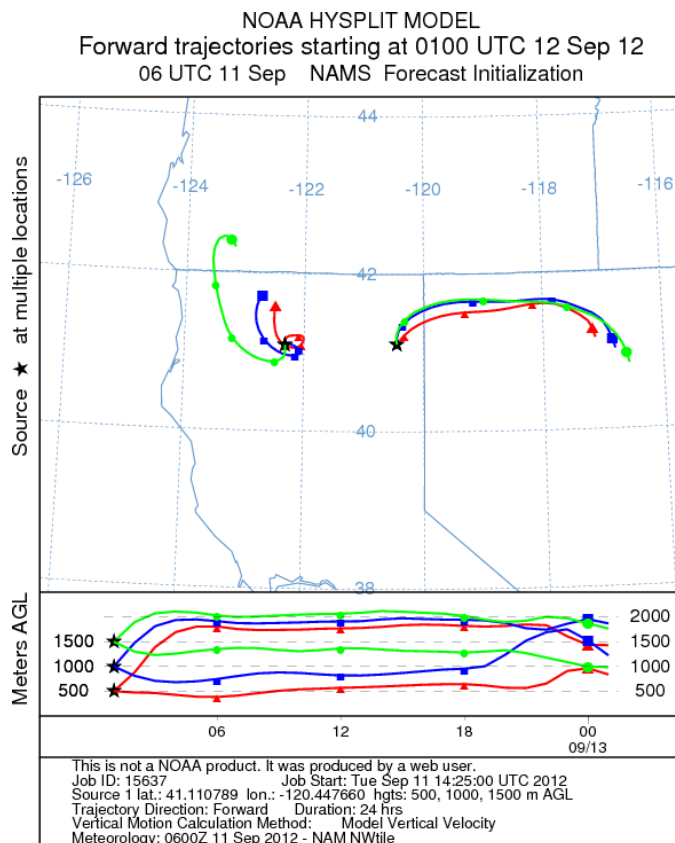 NOAA HYSPLIT MODEL
Forward trajectories starting at 0100 UTC 12 Sep 12
06 UTC 11 Sep NAMS Forecast Initialization
Source ★ at multiple locations
44
-126
-124
-122
-120
-118
-116
42
40
38
Meters AGL
1500
1000
500
2000
1500
1000
500
06
12
18
00
09/13
This is not a NOAA product. It was produced by a web user.
Job ID: 15637 Job Start: Tue Sep 11 14:25:00 UTC 2012
Source 1 lat.: 41.110789 lon.: -120.447660 hgts: 500, 1000, 1500 m AGL
Trajectory Direction: Forward Duration: 24 hrs
Vertical Motion Calculation Method: Model Vertical Velocity
Meteorology: 0600Z 11 Sep 2012 - NAM NWtile